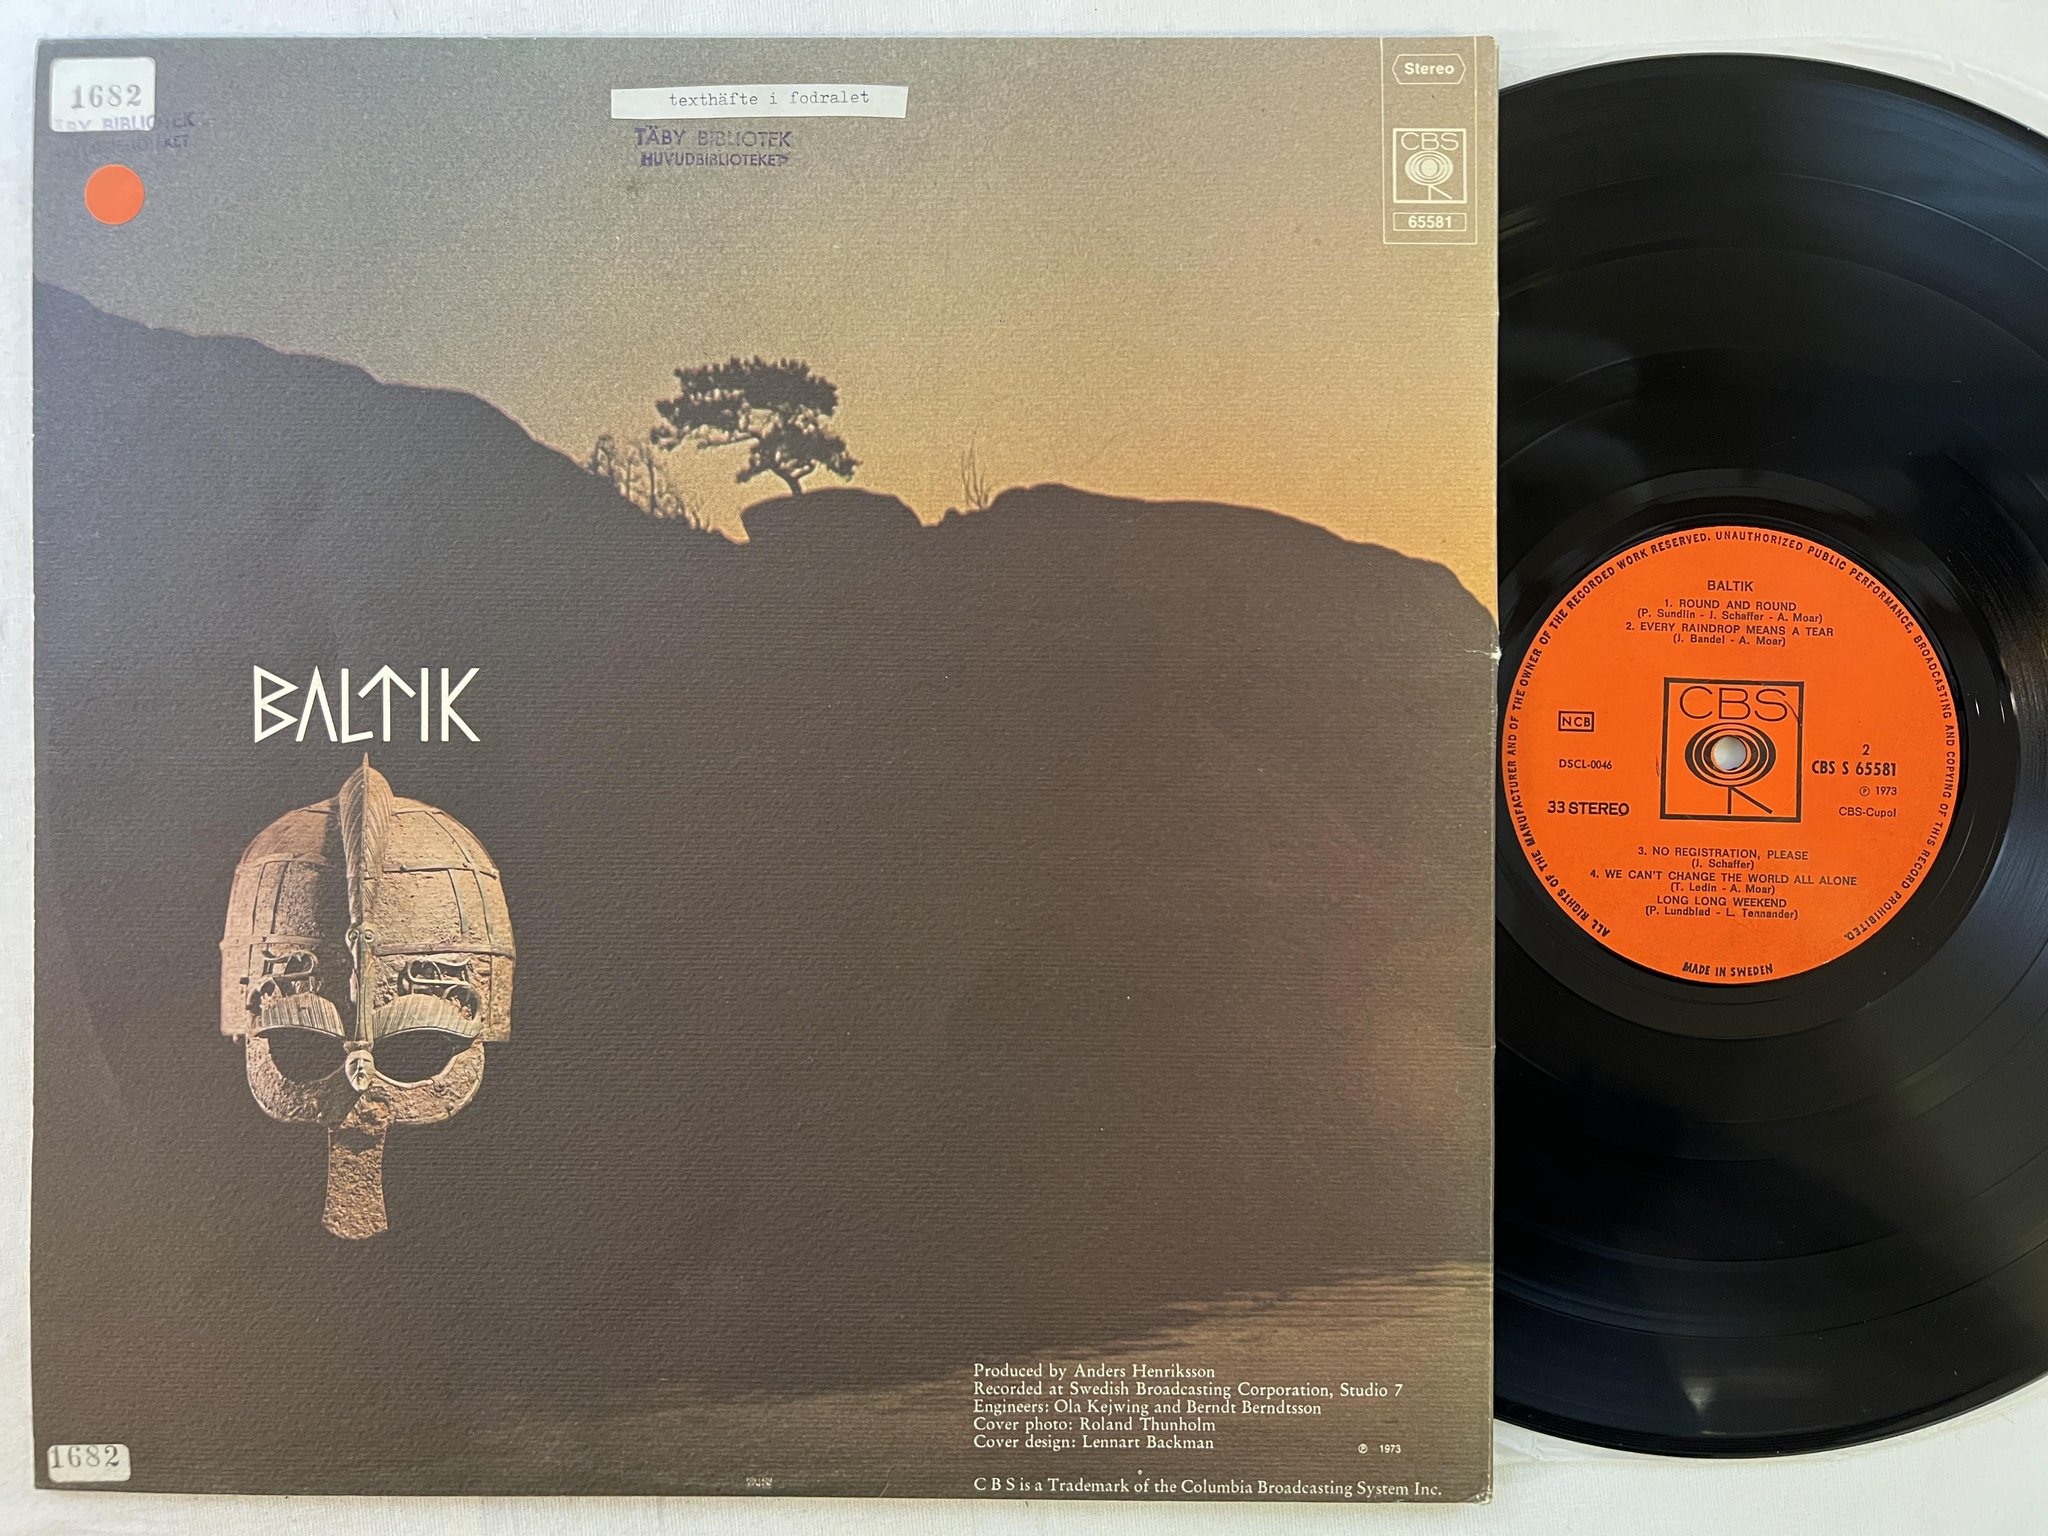 1682
TÄBY BIBLIOTEK
texthäfte i fodralet
TÄBY BIBLIOTEK
HUVUDBIBLIOTEKET
Stereo
CBS
65581
BALTIK
Produced by Anders Henriksson
Recorded at Swedish Broadcasting Corporation, Studio 7
Engineers: Ola Kejwing and Berndt Berndtsson
Cover photo: Roland Thunholm
Cover design: Lennart Backman
℗ 1973
CBS is a Trademark of the Columbia Broadcasting System Inc.
1682
ALL RIGHTS OF THE MANUFACTURER AND OF THE OWNER OF THE RECORDED WORK RESERVED. UNAUTHORIZED PUBLIC PERFORMANCE, BROADCASTING AND COPYING OF THIS RECORD PROHIBITED.
BALTIK
1. ROUND AND ROUND
(P. Sundlin - J. Schaffer - A. Moar)
2. EVERY RAINDROP MEANS A TEAR
(J. Bandel - A. Moar)
CBS
NCB
DSCL-0046
33 STEREO
2
CBS S 65581
℗ 1973
CBS-Cupol
3. NO REGISTRATION, PLEASE
(J. Schaffer)
4. WE CAN'T CHANGE THE WORLD ALL ALONE
(T. Ledin - A. Moar)
LONG LONG WEEKEND
(P. Lundblad - L. Tennander)
MADE IN SWEDEN